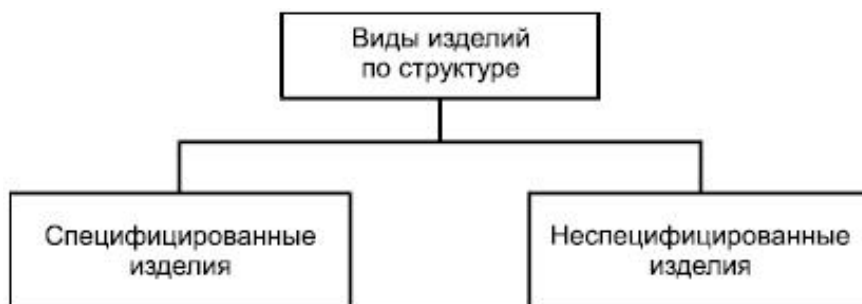 Виды изделий
по структуре
Специфицированные
изделия
Неспецифицированные
изделия